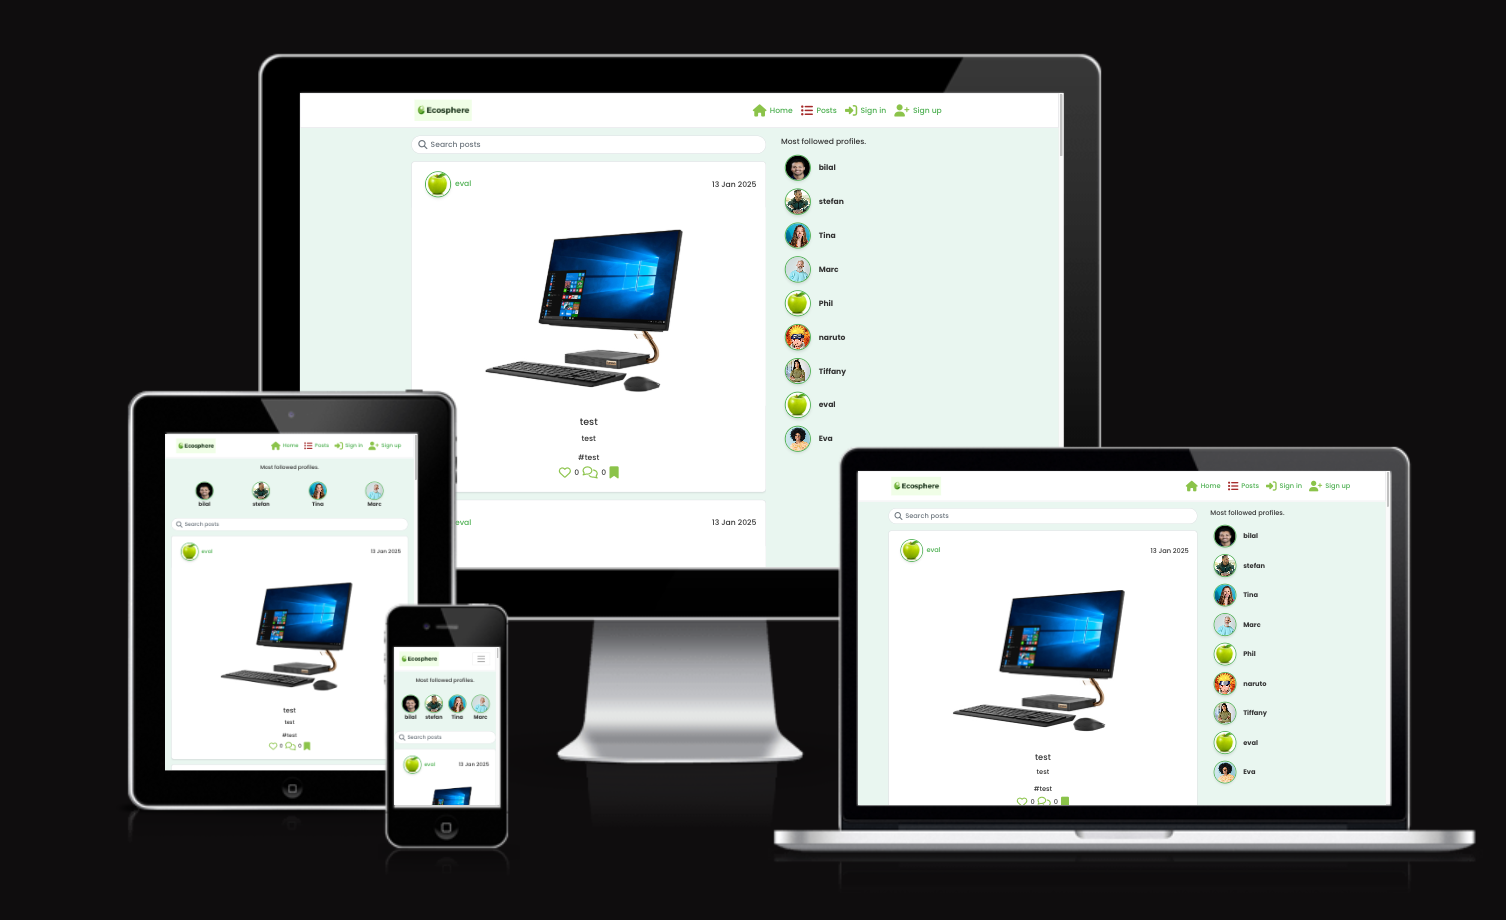 Ecosphere
Home Posts Sign in Sign up
Search posts
Most followed profiles.
eval 13 Jan 2025
bilal
stefan
Tina
Marc
Phil
naruto
Tiffany
eval
Eva
test
test
#test
0 0
eval 13 Jan 2025
Ecosphere
Home Posts Sign in Sign up
Most followed profiles.
bilal stefan Tina Marc
Search posts
eval 13 Jan 2025
test
test
#test
0 0
Ecosphere
Most followed profiles.
bilal stefan Tina Marc
Search posts
eval 13 Jan 2025
Ecosphere
Home Posts Sign in Sign up
Search posts
Most followed profiles.
eval 13 Jan 2025
bilal
stefan
Tina
Marc
Phil
naruto
Tiffany
eval
Eva
test
test
#test
0 0